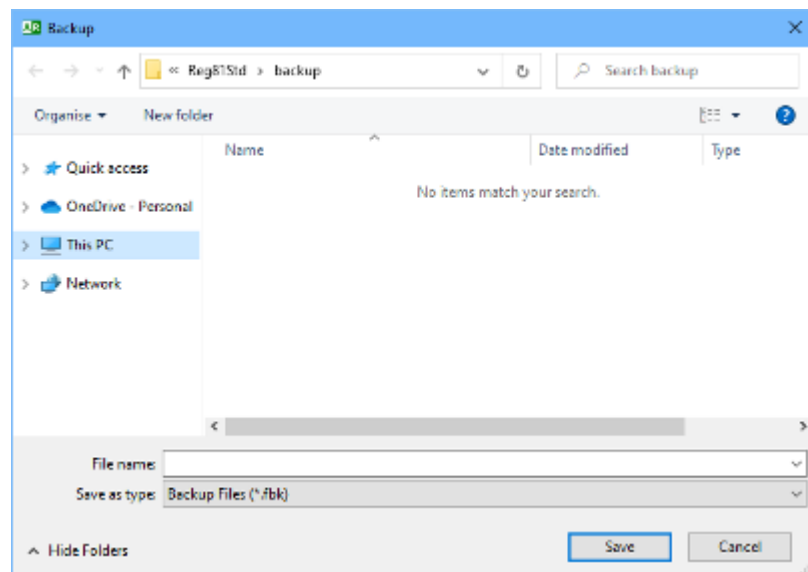 Backup
« Reg81Std › backup
Search backup
Organise
New folder
Name
Date modified
Type
No items match your search.
Quick access
OneDrive - Personal
This PC
Network
File name:
Save as type: Backup Files (*.fbk)
Hide Folders
Save
Cancel